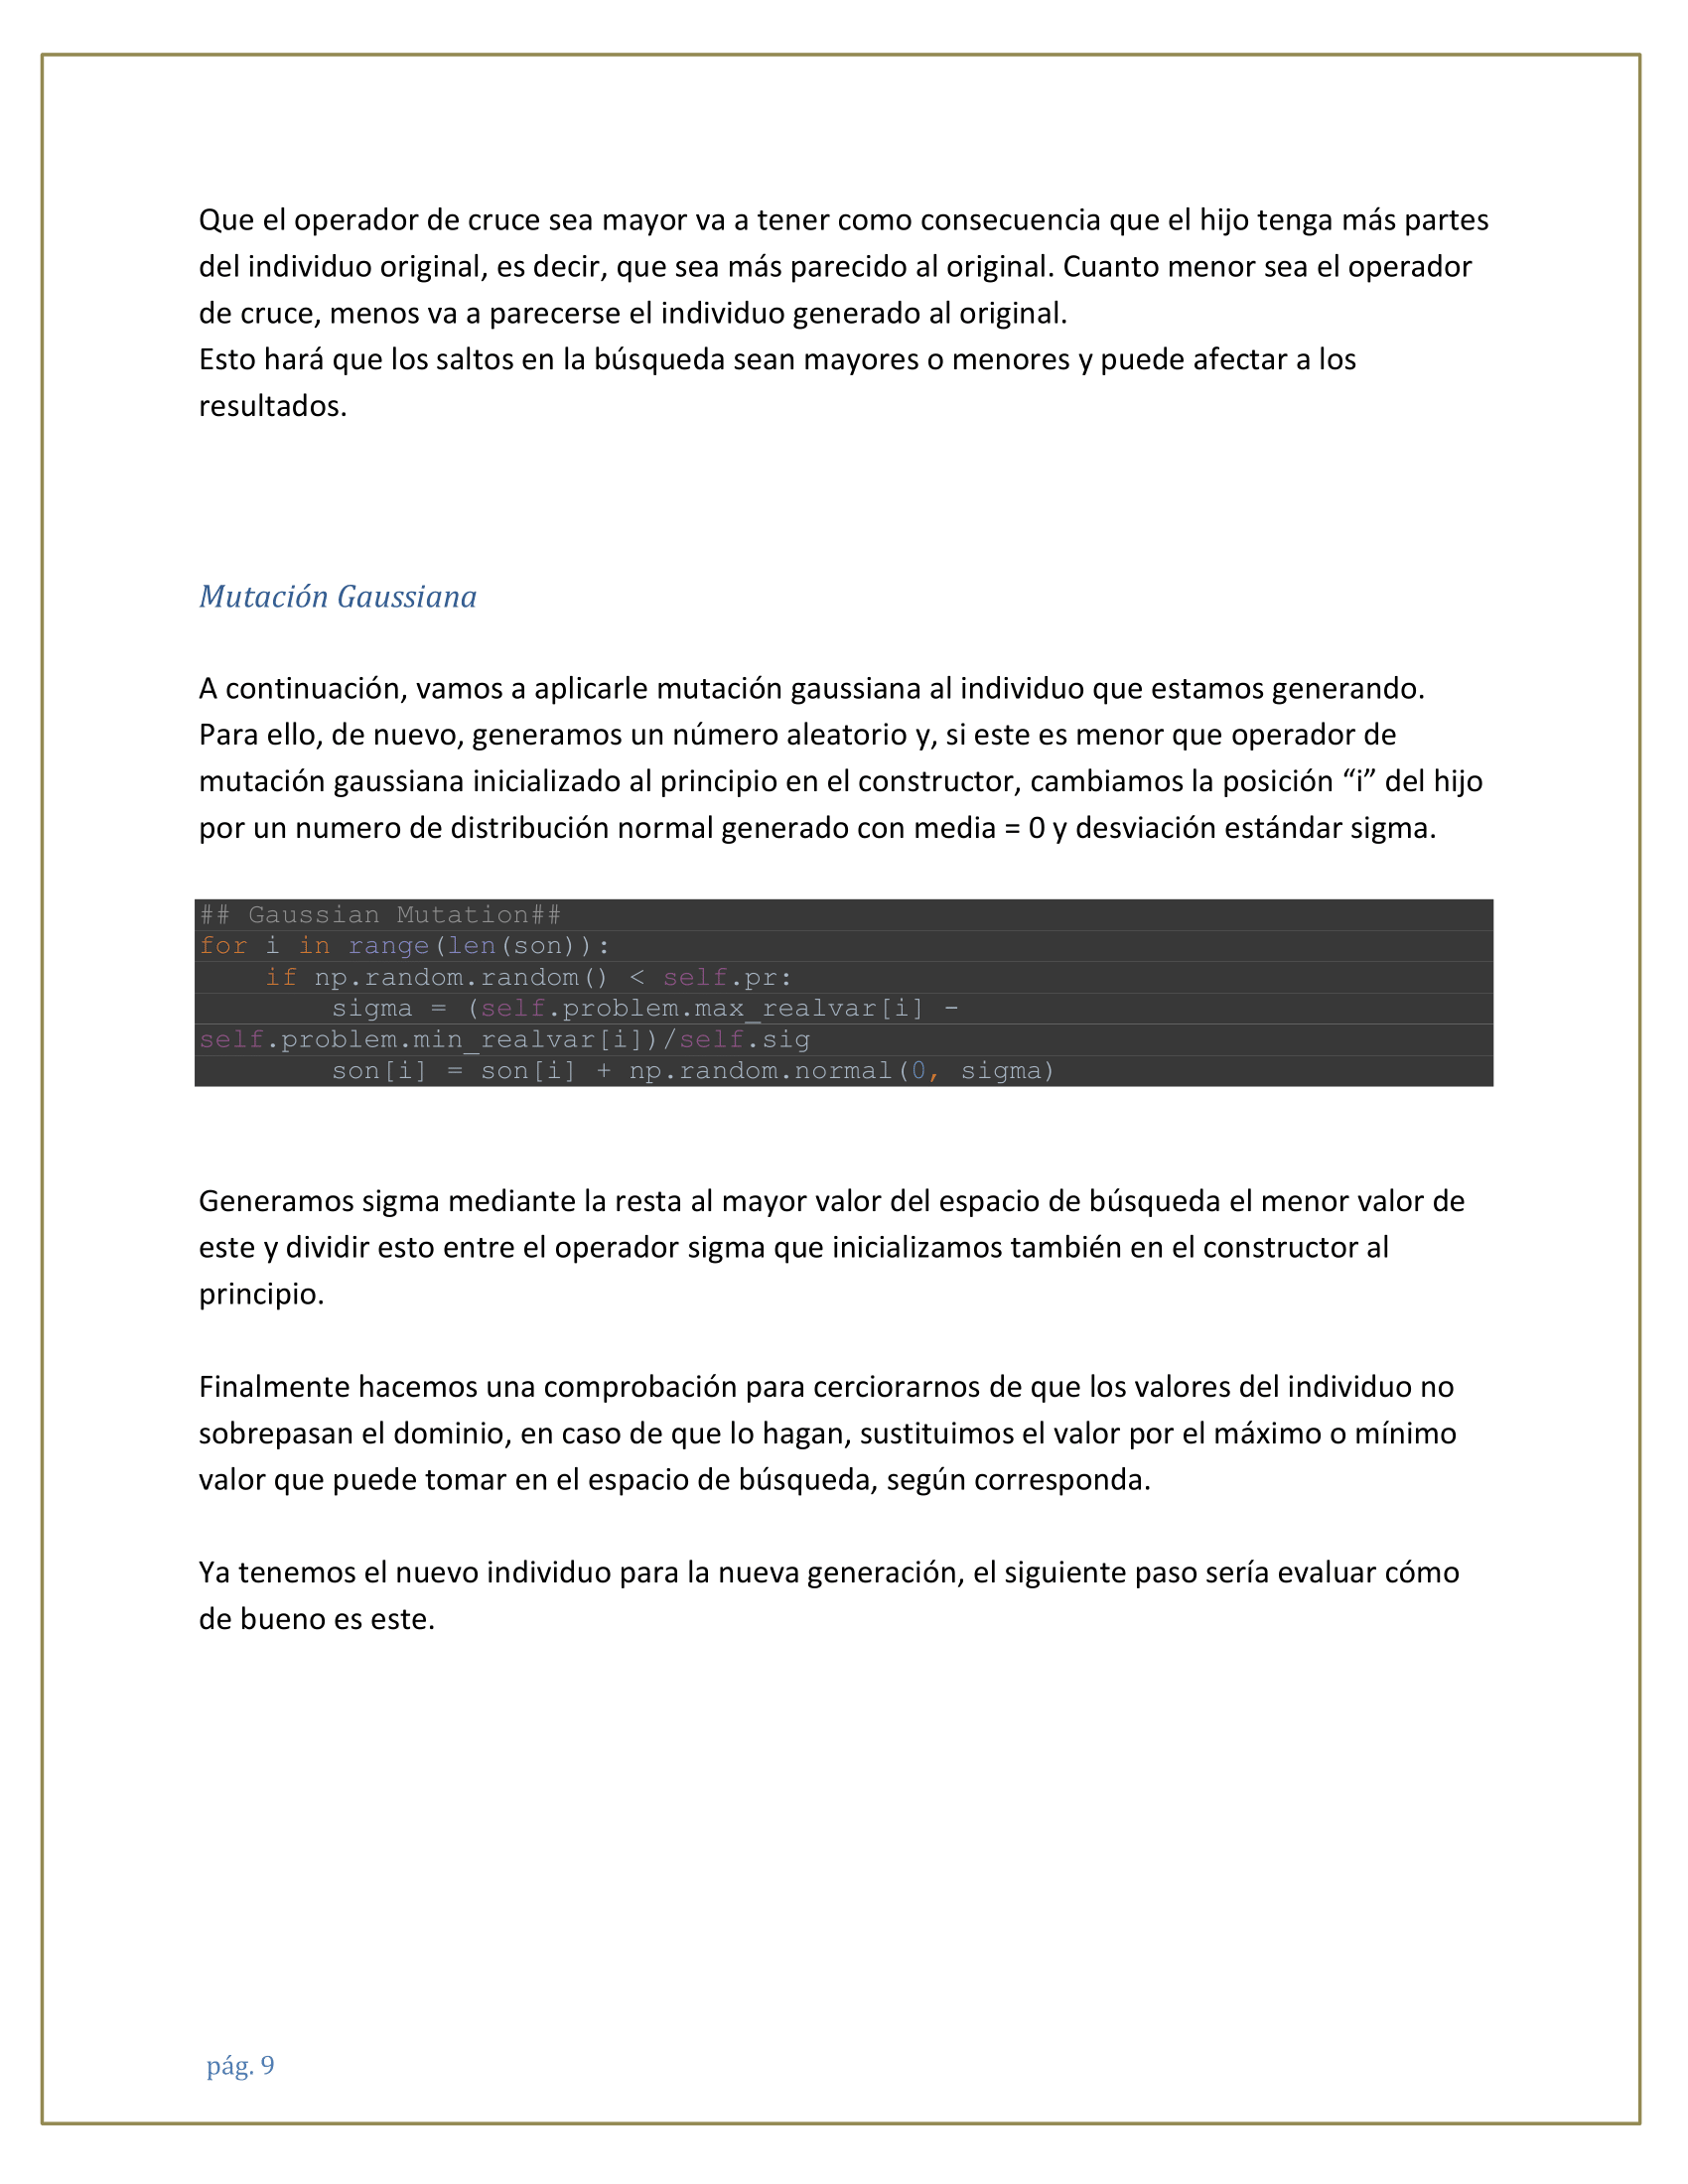 Que el operador de cruce sea mayor va a tener como consecuencia que el hijo tenga más partes
del individuo original, es decir, que sea más parecido al original. Cuanto menor sea el operador
de cruce, menos va a parecerse el individuo generado al original.
Esto hará que los saltos en la búsqueda sean mayores o menores y puede afectar a los
resultados.
Mutación Gaussiana
A continuación, vamos a aplicarle mutación gaussiana al individuo que estamos generando.
Para ello, de nuevo, generamos un número aleatorio y, si este es menor que operador de
mutación gaussiana inicializado al principio en el constructor, cambiamos la posición “i” del hijo
por un numero de distribución normal generado con media = 0 y desviación estándar sigma.
## Gaussian Mutation##
for i in range(len(son)):
    if np.random.random() < self.pr:
        sigma = (self.problem.max_realvar[i] -
self.problem.min_realvar[i])/self.sig
        son[i] = son[i] + np.random.normal(0, sigma)
Generamos sigma mediante la resta al mayor valor del espacio de búsqueda el menor valor de
este y dividir esto entre el operador sigma que inicializamos también en el constructor al
principio.
Finalmente hacemos una comprobación para cerciorarnos de que los valores del individuo no
sobrepasan el dominio, en caso de que lo hagan, sustituimos el valor por el máximo o mínimo
valor que puede tomar en el espacio de búsqueda, según corresponda.
Ya tenemos el nuevo individuo para la nueva generación, el siguiente paso sería evaluar cómo
de bueno es este.
pág. 9